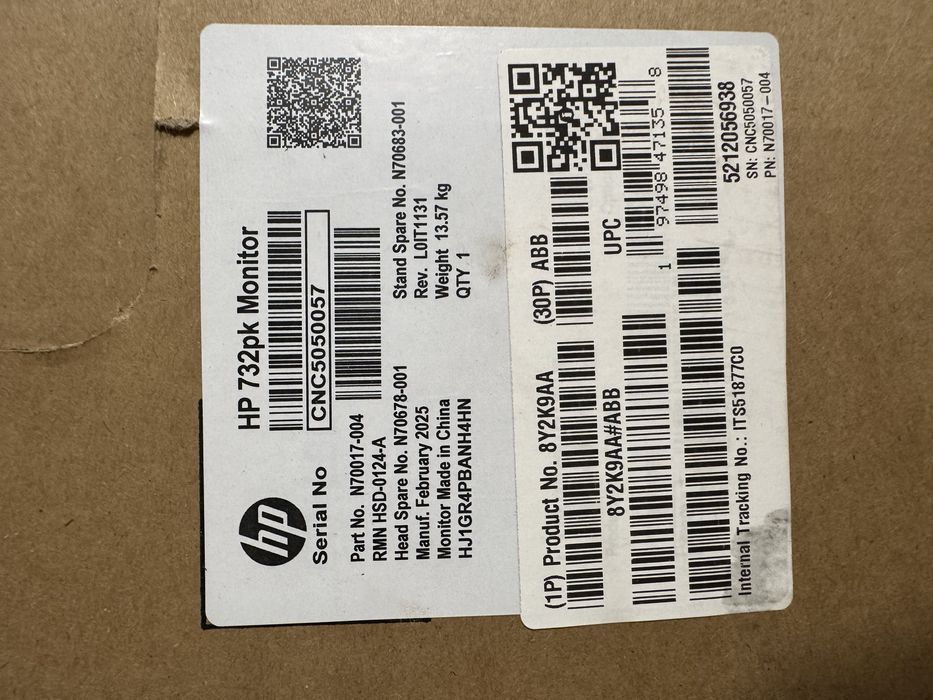 hp
HP 732pk Monitor
Serial No
CNC5050057
Part No. N70017-004
RMN HSD-0124-A
Head Spare No. N70678-001
Stand Spare No. N70683-001
Manuf. February 2025
Rev. L0IT1131
Monitor Made in China
Weight 13.57 kg
HJ1GR4PBANH4HN
QTY 1
(1P) Product No. 8Y2K9AA
(30P) ABB
8Y2K9AA#ABB
UPC
1 97498 47135 8
5212056938
SN: CNC5050057
PN: N70017-004
Internal Tracking No.: ITS51877C0